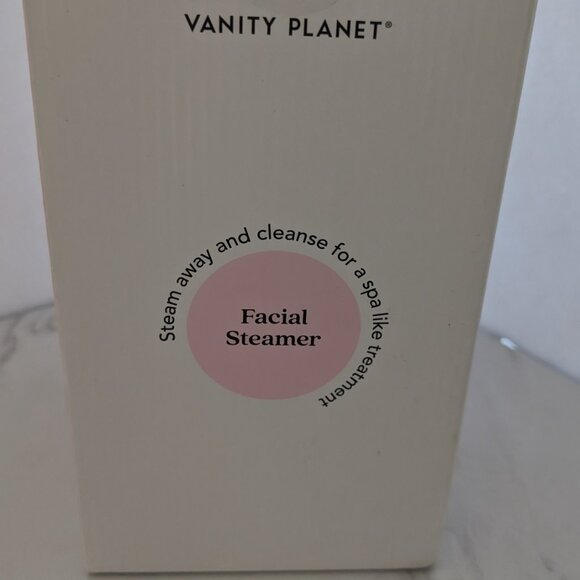 VANITY PLANET®
Steam away and cleanse for a spa like treatment
Facial
Steamer